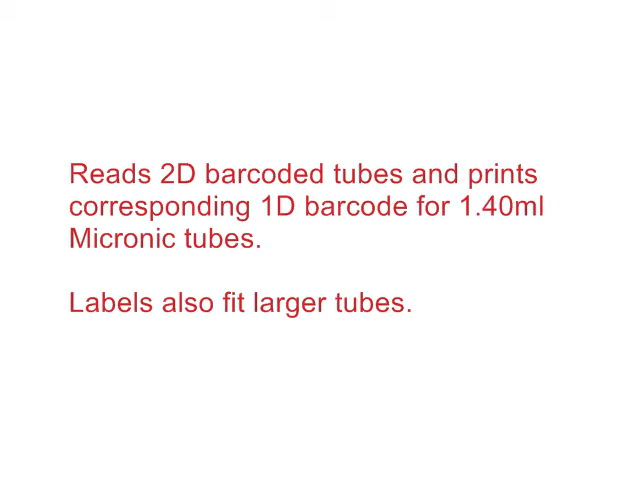 Reads 2D barcoded tubes and prints
corresponding 1D barcode for 1.40ml
Micronic tubes.
Labels also fit larger tubes.